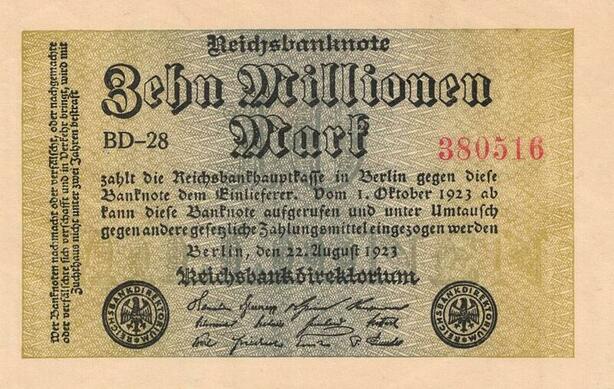 Reichsbanknote
Zehn Millionen
Mark
BD-28
380516
zahlt die Reichsbankhauptkasse in Berlin gegen diese
Banknote dem Einlieferer. Vom 1. Oktober 1923 ab
kann diese Banknote aufgerufen und unter Umtausch
gegen andere gesetzliche Zahlungsmittel eingezogen werden
Berlin, den 22. August 1923
Reichsbankdirektorium
Wer Banknoten nachmacht oder verfälscht, oder nachgemachte
oder verfälschte sich verschafft und in Verkehr bringt, wird mit
Zuchthaus nicht unter zwei Jahren bestraft
REICHSBANKDIREKTORIUM
REICHSBANKDIREKTORIUM